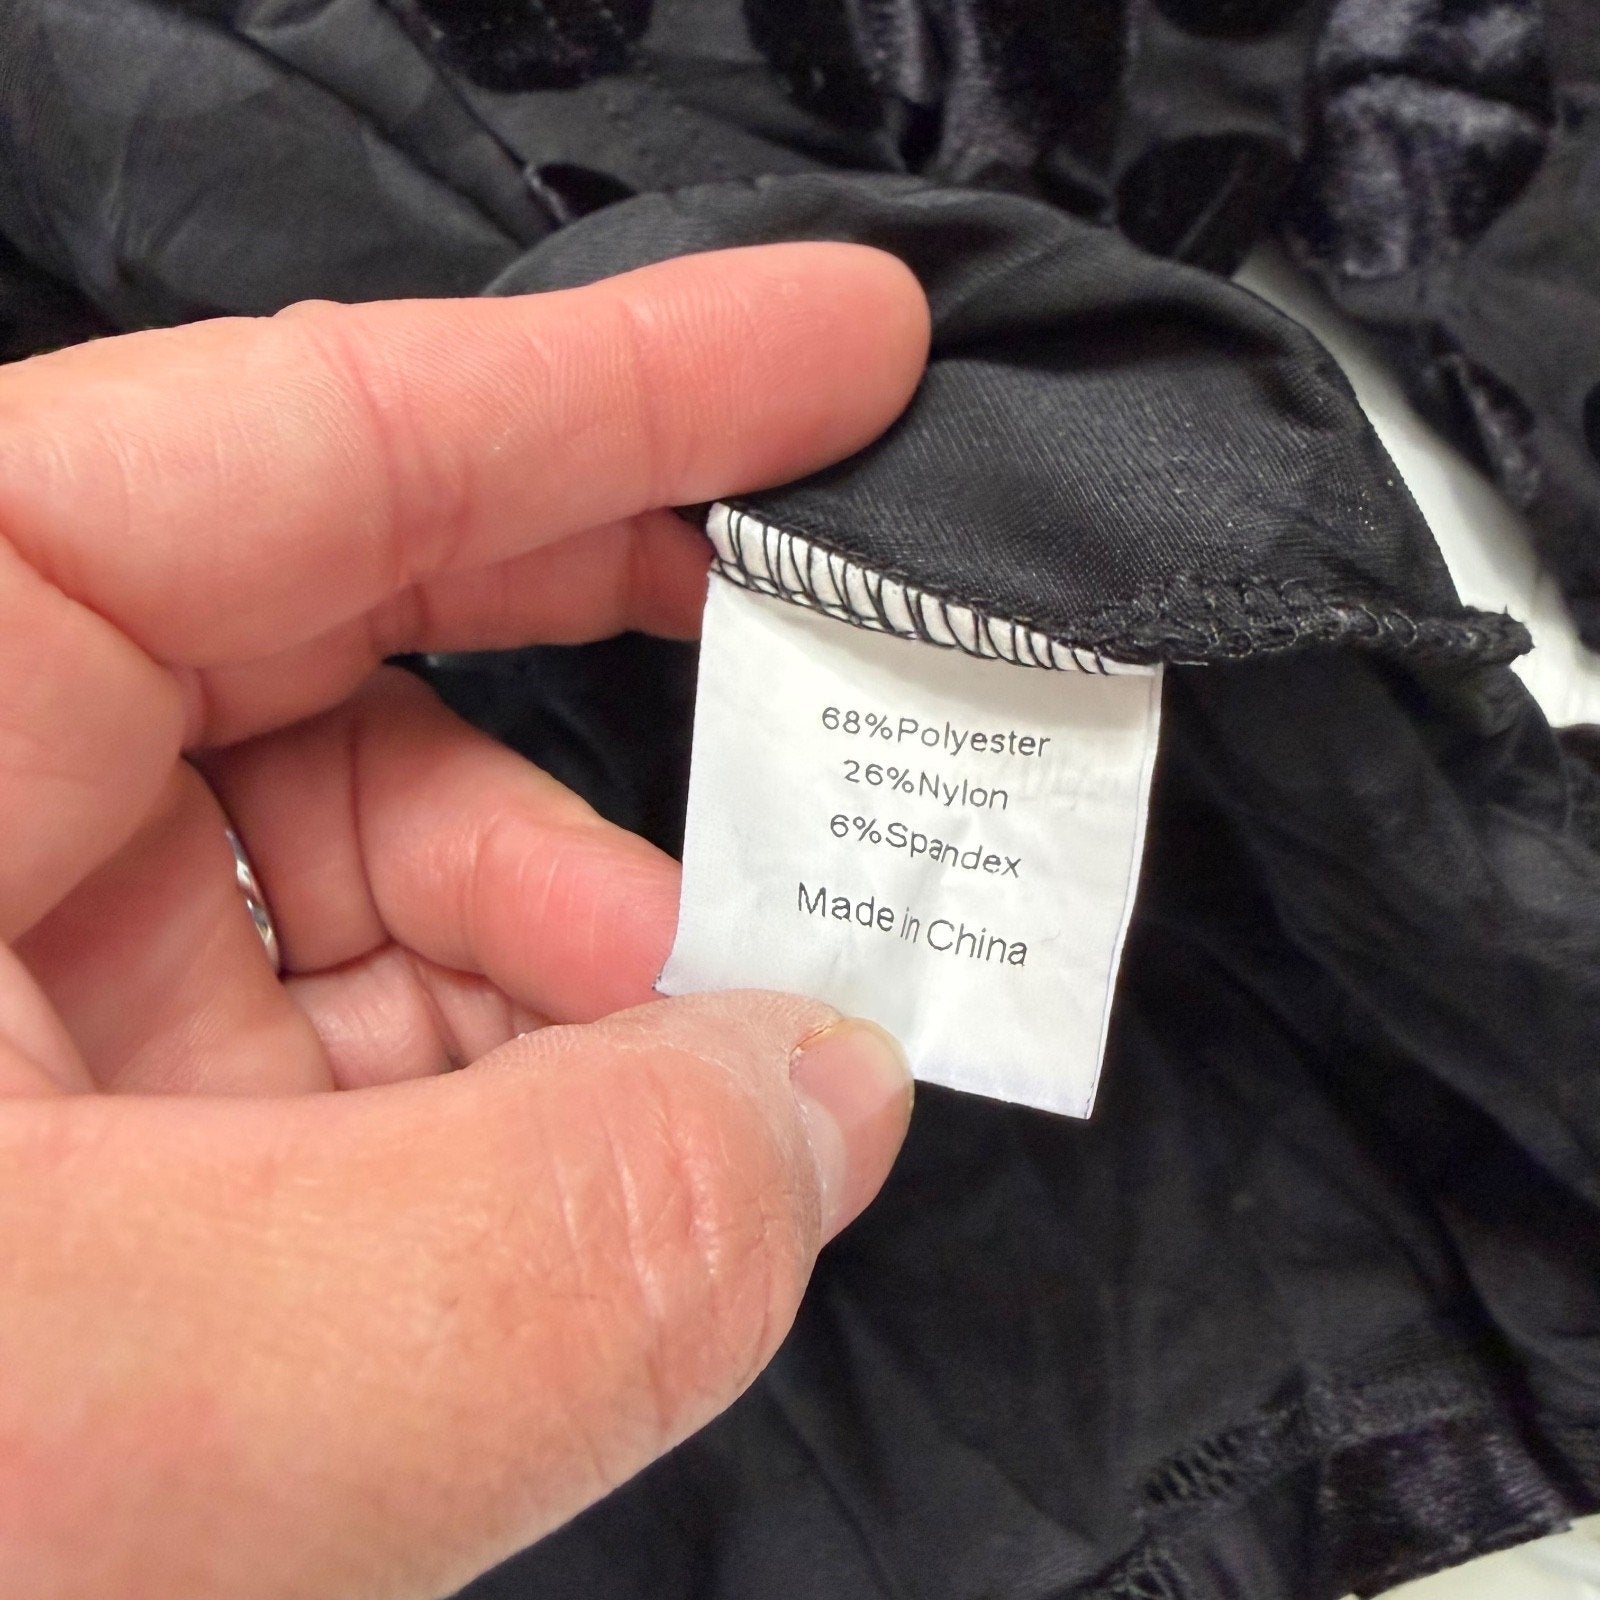 68%Polyester
26%Nylon
6%Spandex
Made in China